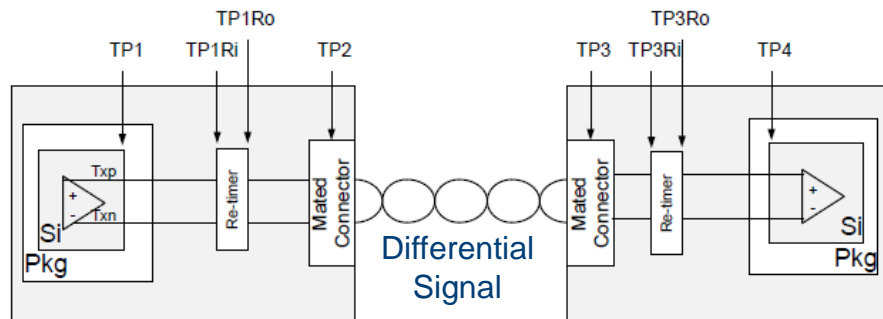 TP1Ro
TP3Ro
TP1
TP1Ri
TP2
TP3
TP3Ri
TP4
Txp
+
-
Txn
Si
Pkg
Re-timer
Mated
Connector
Differential
Signal
Mated
Connector
Re-timer
+
-
Si
Pkg